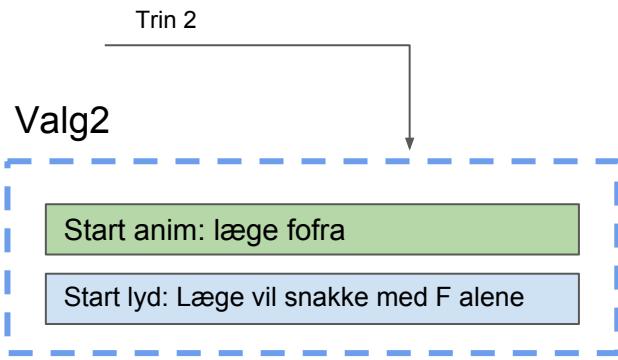 Trin 2
Valg2
Start anim: læge fofra
Start lyd: Læge vil snakke med F alene